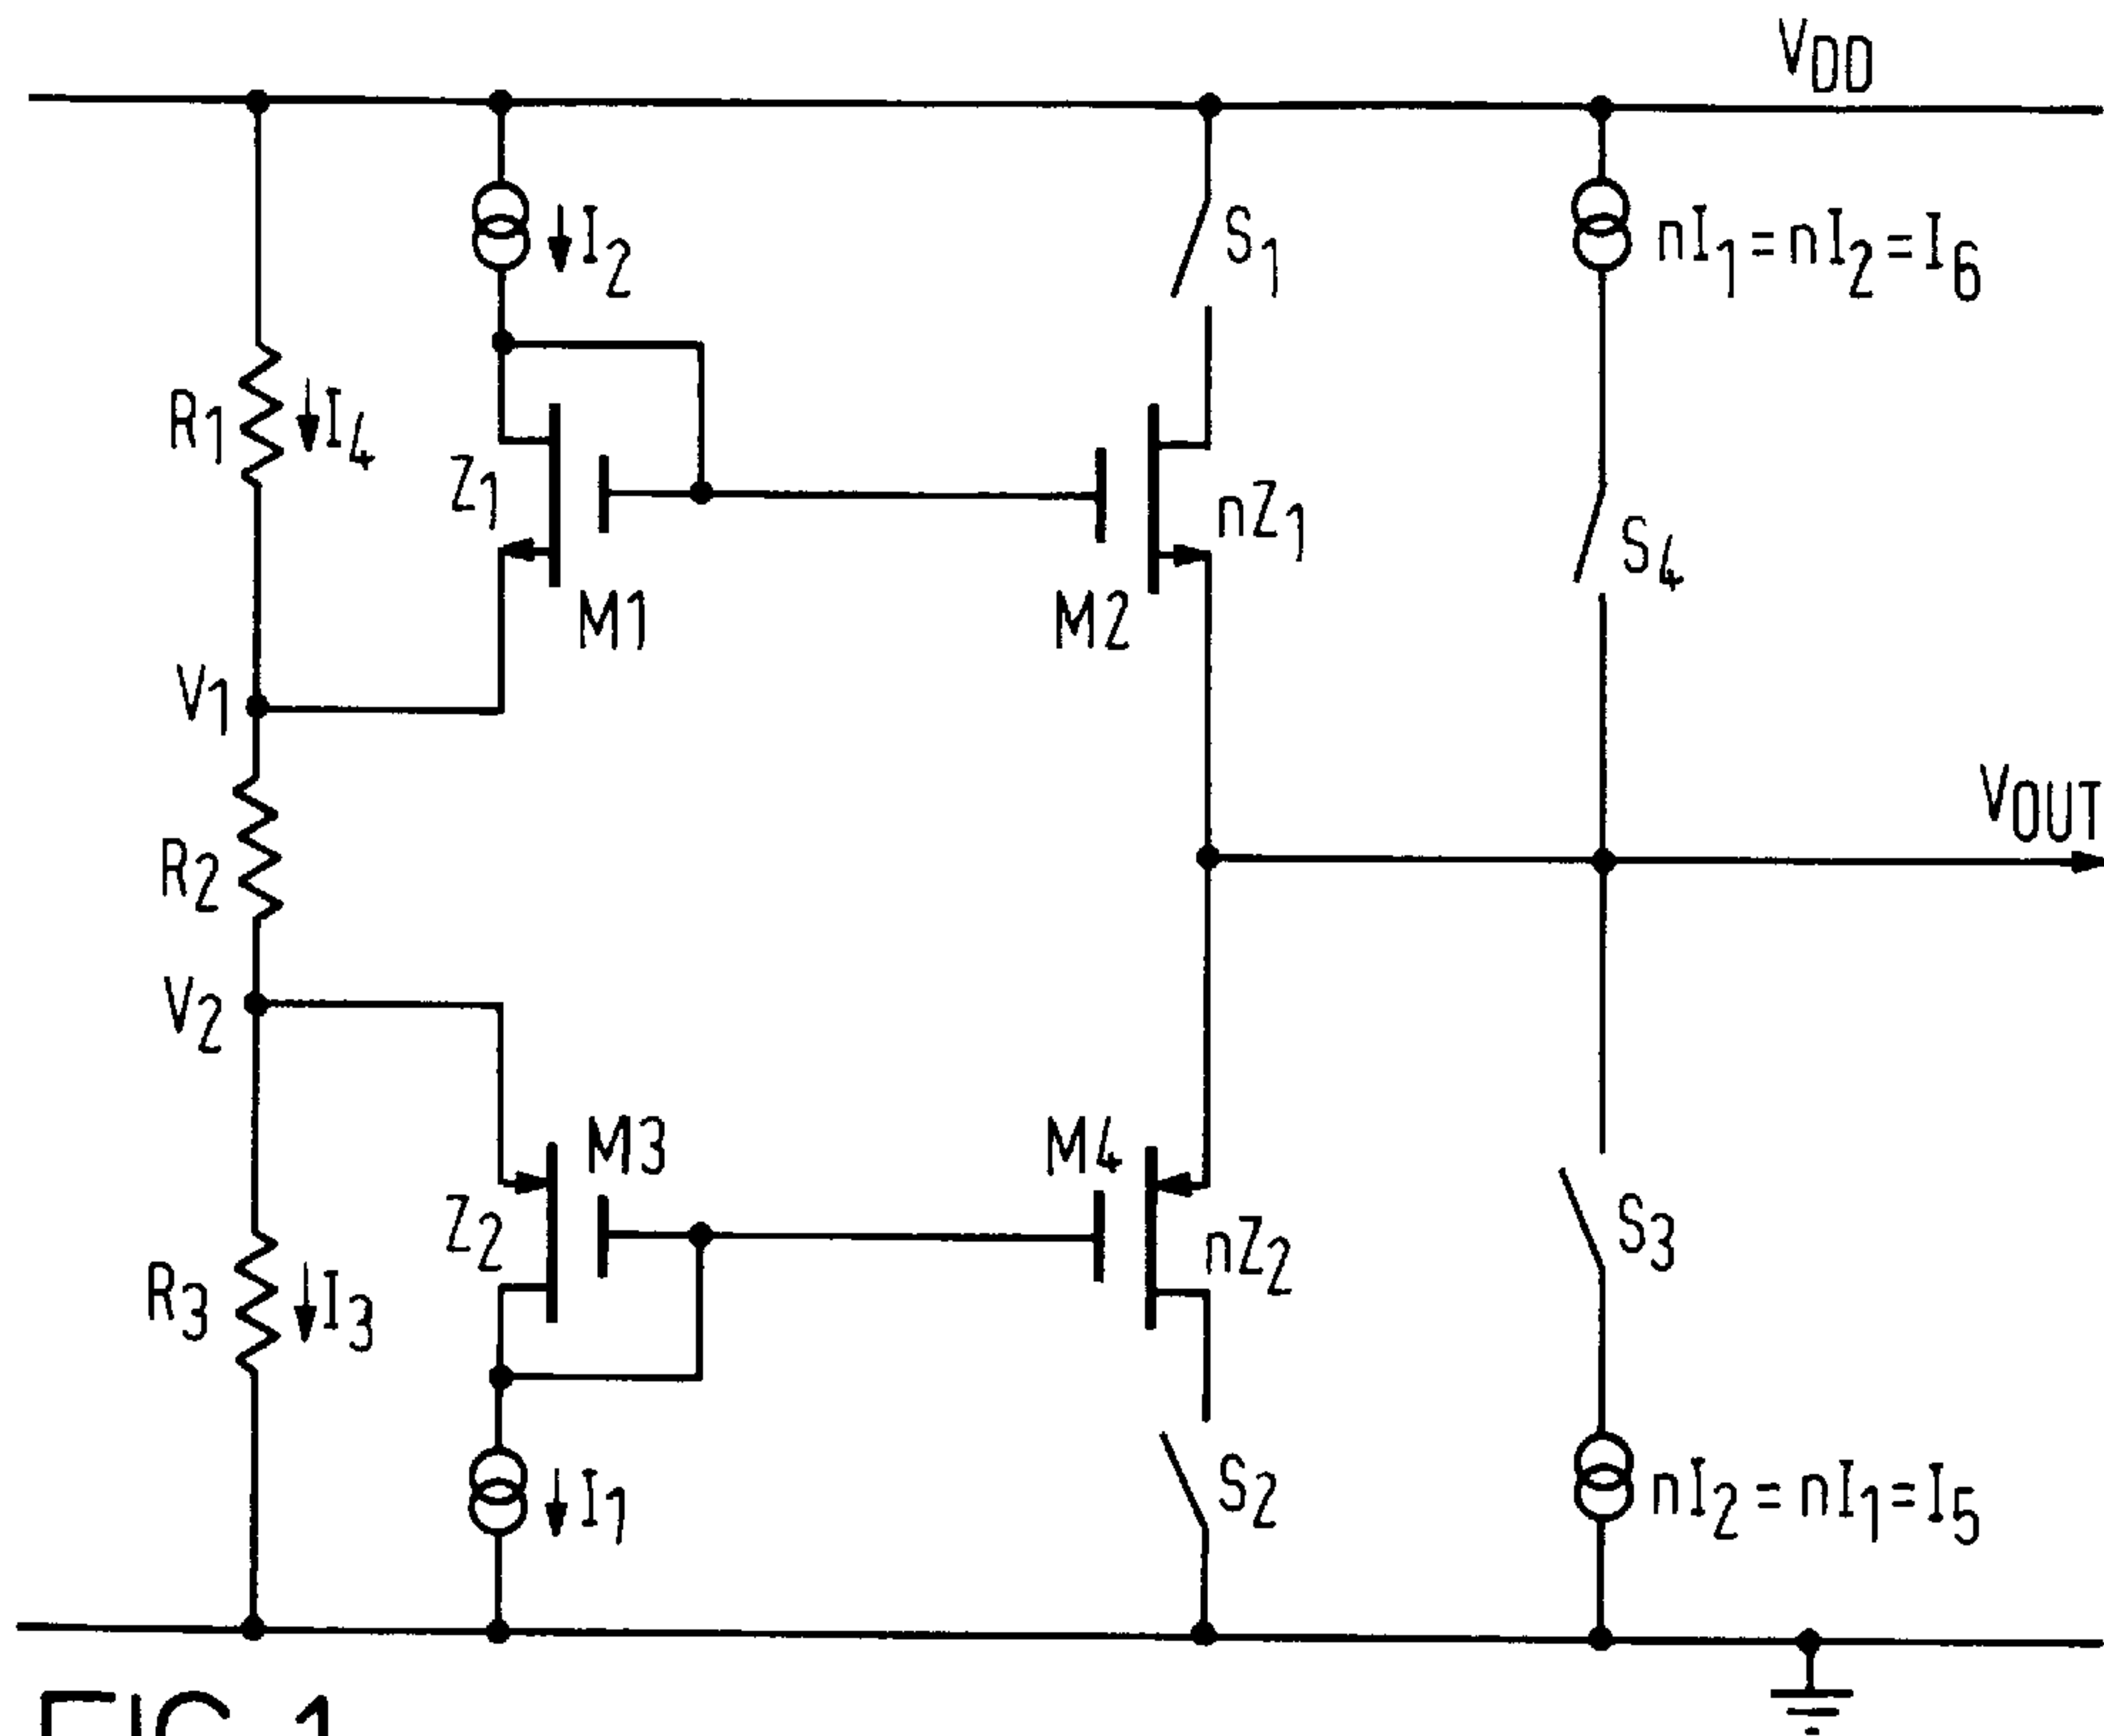 VDD
I2
S1
nI1=nI2=I6
R1
I4
Z1
nZ1
S4
M1
M2
V1
VOUT
R2
V2
M3
M4
Z2
nZ2
S3
R3
I3
I1
S2
nI2=nI1=I5
FIG. 1